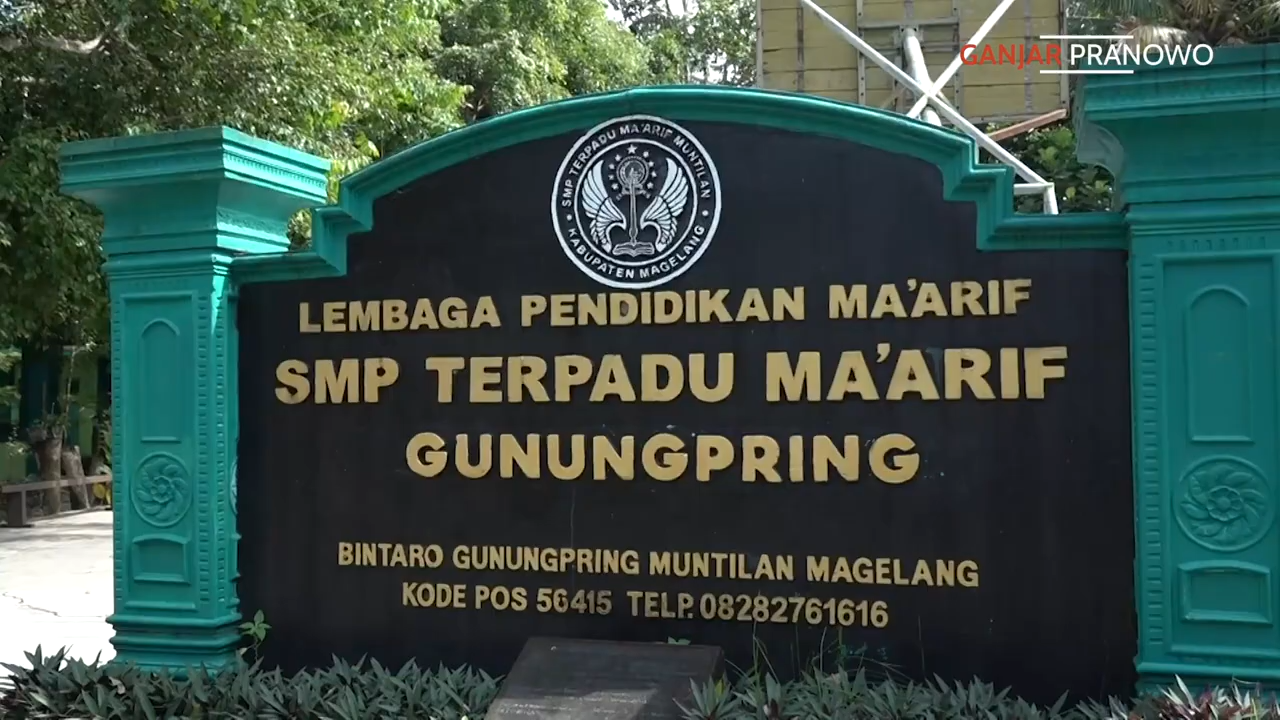 GANJAR PRANOWO
SMP TERPADU MA'ARIF MUNTILAN
KABUPATEN MAGELANG
LEMBAGA PENDIDIKAN MA'ARIF
SMP TERPADU MA'ARIF
GUNUNGPRING
BINTARO GUNUNGPRING MUNTILAN MAGELANG
KODE POS 56415 TELP. 08282761616